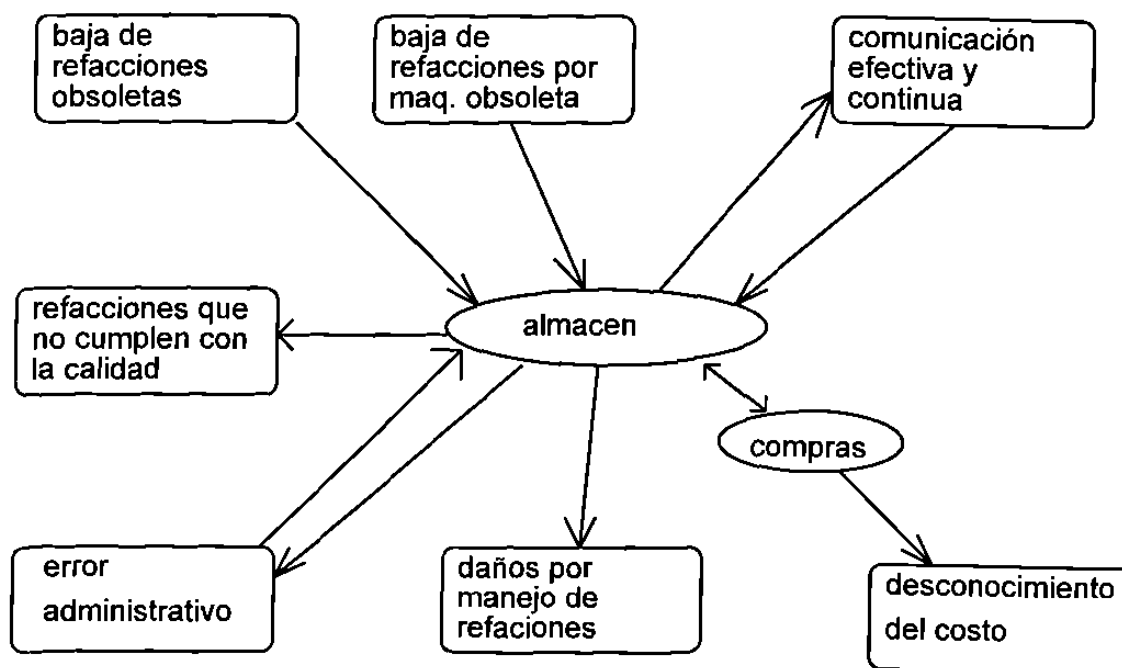 baja de
refacciones
obsoletas
baja de
refacciones por
maq. obsoleta
comunicación
efectiva y
continua
refacciones que
no cumplen con
la calidad
almacen
compras
error
administrativo
daños por
manejo de
refaciones
desconocimiento
del costo